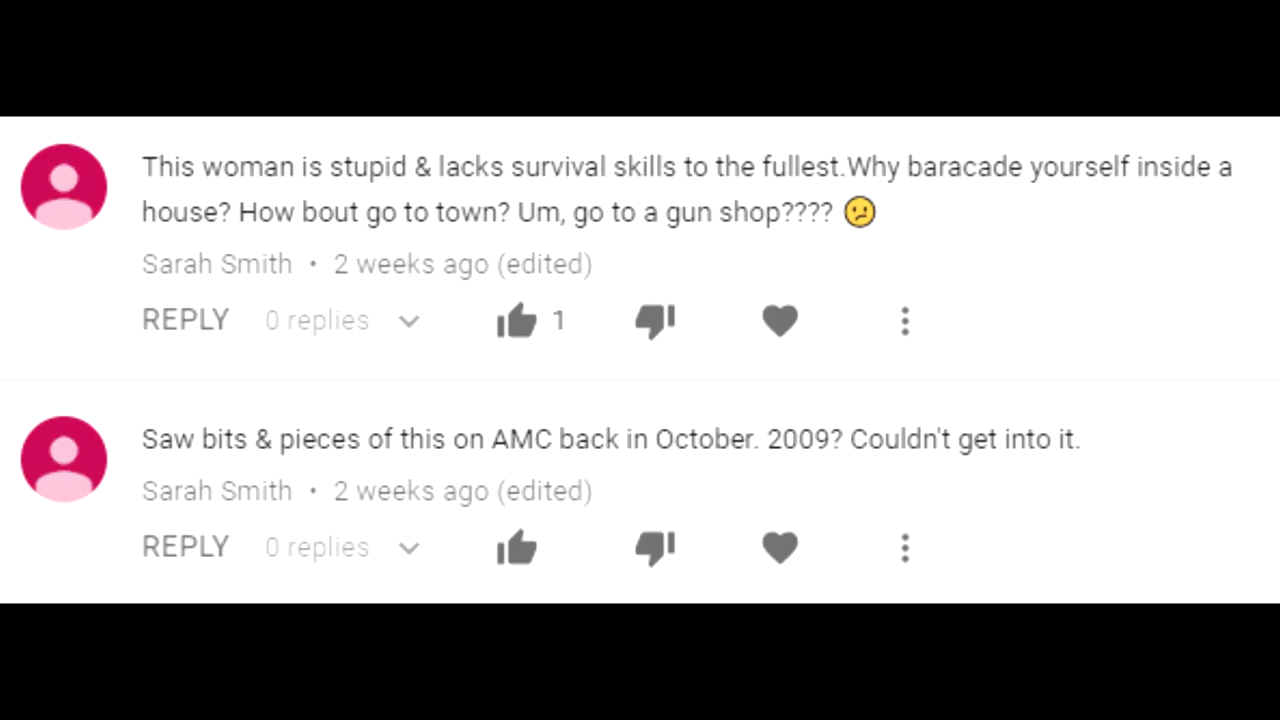 This woman is stupid & lacks survival skills to the fullest.Why baracade yourself inside a
house? How bout go to town? Um, go to a gun shop???? 😕
Sarah Smith • 2 weeks ago (edited)
REPLY 0 replies 1
Saw bits & pieces of this on AMC back in October. 2009? Couldn't get into it.
Sarah Smith • 2 weeks ago (edited)
REPLY 0 replies